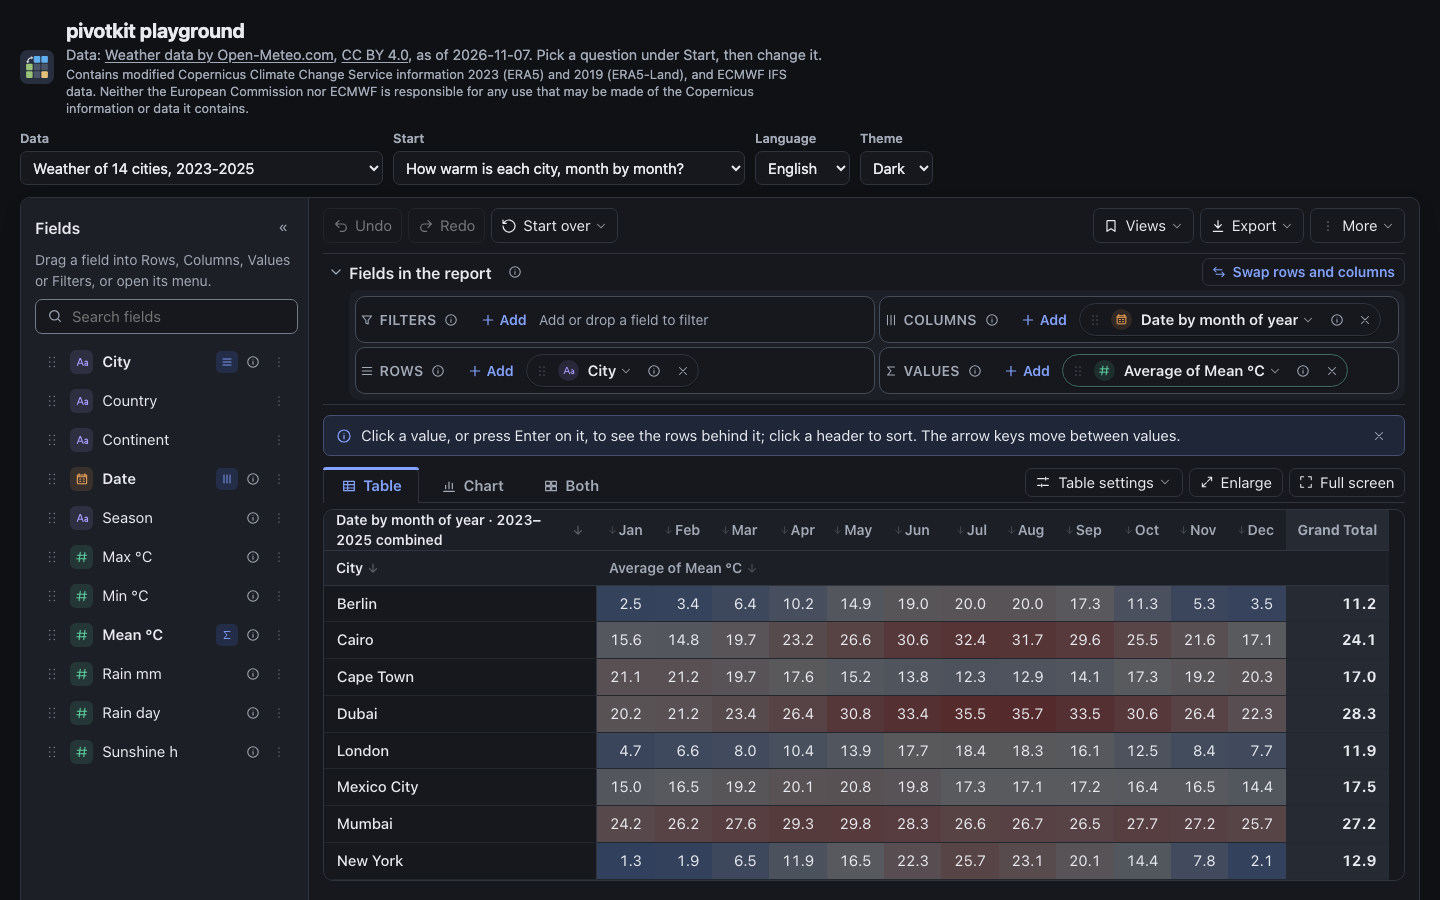 pivotkit playground
Data: Weather data by Open-Meteo.com, CC BY 4.0, as of 2026-11-07. Pick a question under Start, then change it.
Contains modified Copernicus Climate Change Service information 2023 (ERA5) and 2019 (ERA5-Land), and ECMWF IFS
data. Neither the European Commission nor ECMWF is responsible for any use that may be made of the Copernicus
information or data it contains.
Data Start Language Theme
Weather of 14 cities, 2023-2025 How warm is each city, month by month? English Dark
Fields «
Drag a field into Rows, Columns, Values
or Filters, or open its menu.
Search fields
Aa City
Aa Country
Aa Continent
Date
Aa Season
# Max °C
# Min °C
# Mean °C Σ
# Rain mm
# Rain day
# Sunshine h
Undo Redo Start over Views Export More
Fields in the report Swap rows and columns
FILTERS + Add Add or drop a field to filter
COLUMNS + Add Date by month of year
ROWS + Add Aa City
Σ VALUES + Add # Average of Mean °C
Click a value, or press Enter on it, to see the rows behind it; click a header to sort. The arrow keys move between values.
Table Chart Both Table settings Enlarge Full screen
Date by month of year · 2023–
2025 combined ↓ ↓ Jan ↓ Feb ↓ Mar ↓ Apr ↓ May ↓ Jun ↓ Jul ↓ Aug ↓ Sep ↓ Oct ↓ Nov ↓ Dec Grand Total
City ↓ Average of Mean °C ↓
Berlin 2.5 3.4 6.4 10.2 14.9 19.0 20.0 20.0 17.3 11.3 5.3 3.5 11.2
Cairo 15.6 14.8 19.7 23.2 26.6 30.6 32.4 31.7 29.6 25.5 21.6 17.1 24.1
Cape Town 21.1 21.2 19.7 17.6 15.2 13.8 12.3 12.9 14.1 17.3 19.2 20.3 17.0
Dubai 20.2 21.2 23.4 26.4 30.8 33.4 35.5 35.7 33.5 30.6 26.4 22.3 28.3
London 4.7 6.6 8.0 10.4 13.9 17.7 18.4 18.3 16.1 12.5 8.4 7.7 11.9
Mexico City 15.0 16.5 19.2 20.1 20.8 19.8 17.3 17.1 17.2 16.4 16.5 14.4 17.5
Mumbai 24.2 26.2 27.6 29.3 29.8 28.3 26.6 26.7 26.5 27.7 27.2 25.7 27.2
New York 1.3 1.9 6.5 11.9 16.5 22.3 25.7 23.1 20.1 14.4 7.8 2.1 12.9